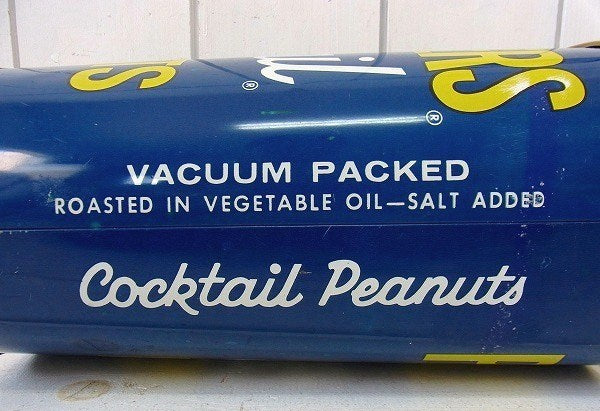 VACUUM PACKED
ROASTED IN VEGETABLE OIL—SALT ADDED
Cocktail Peanuts